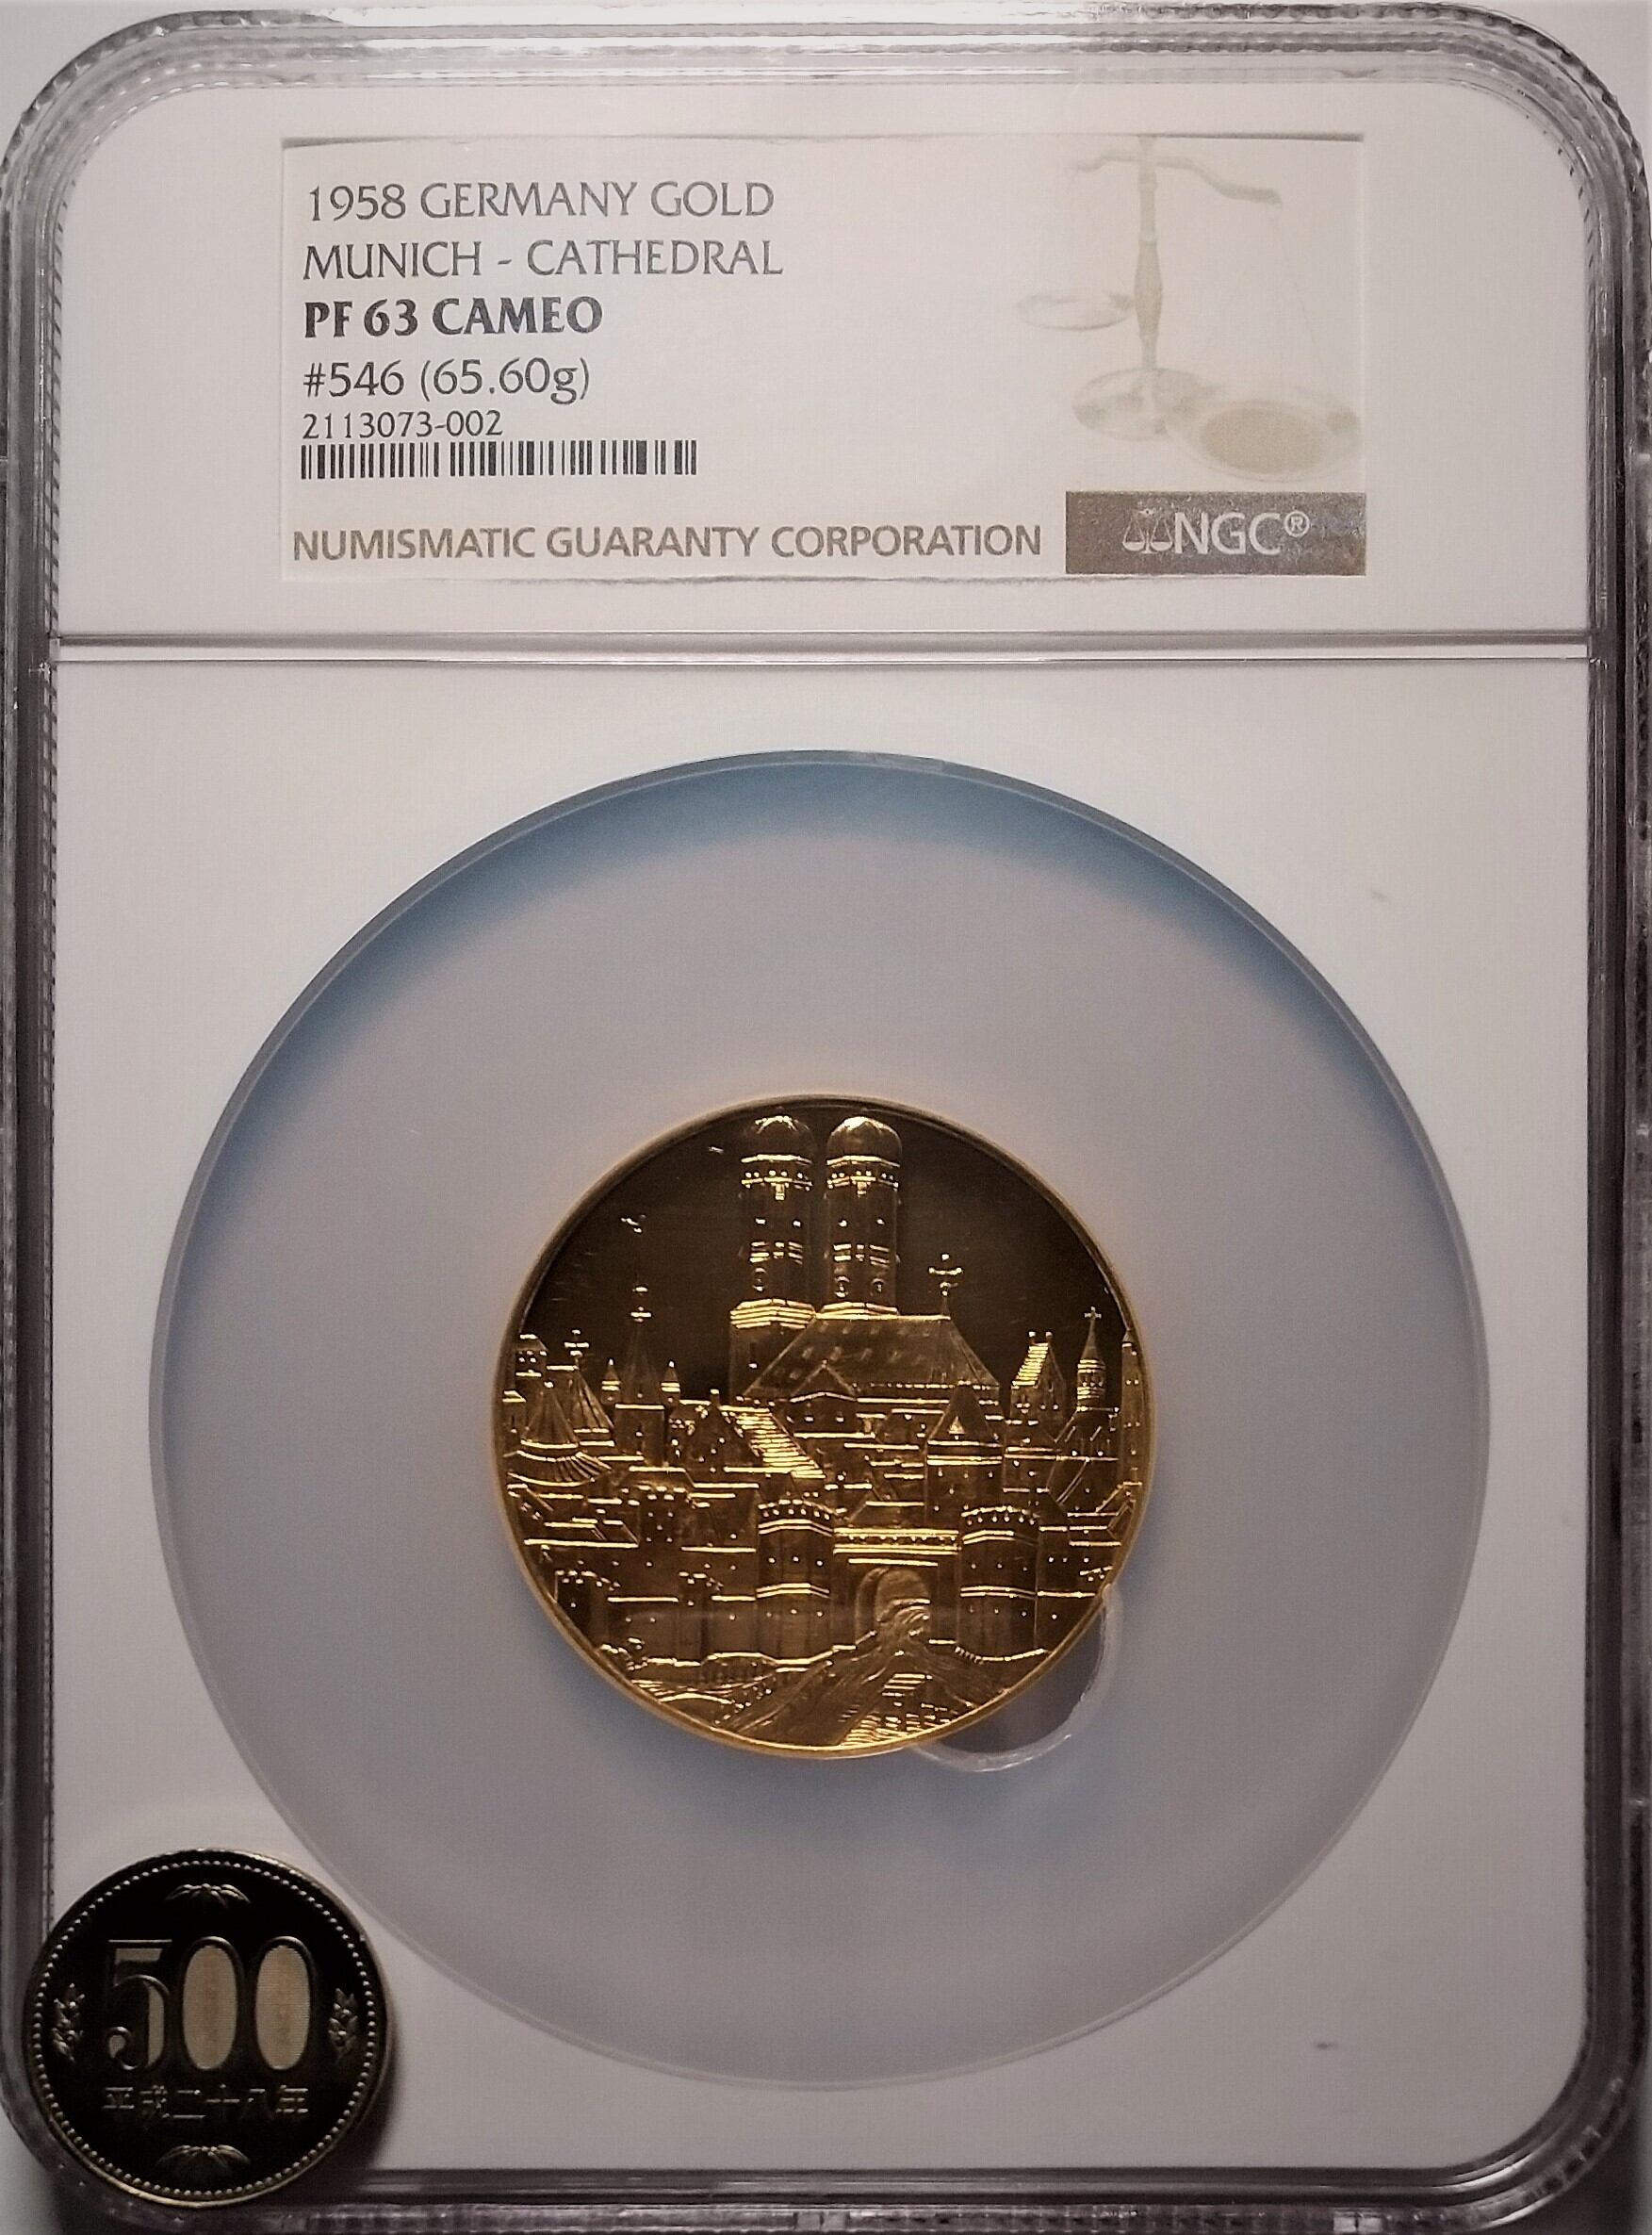 1958 GERMANY GOLD
MUNICH - CATHEDRAL
PF 63 CAMEO
#546 (65.60g)
2113073-002
NUMISMATIC GUARANTY CORPORATION
NGC®
500
平成二十八年